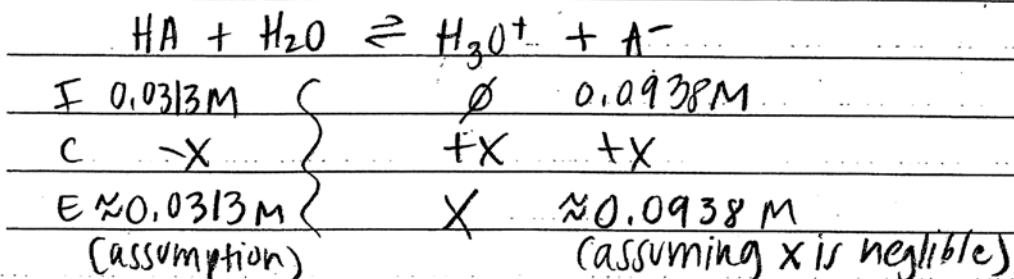 HA + H₂O ⇌ H₃O⁺ + A⁻
I 0.0313M Ø 0.0938M
C -X +X +X
E ≈0.0313M X ≈0.0938 M
(assumption) (assuming x is neglible)